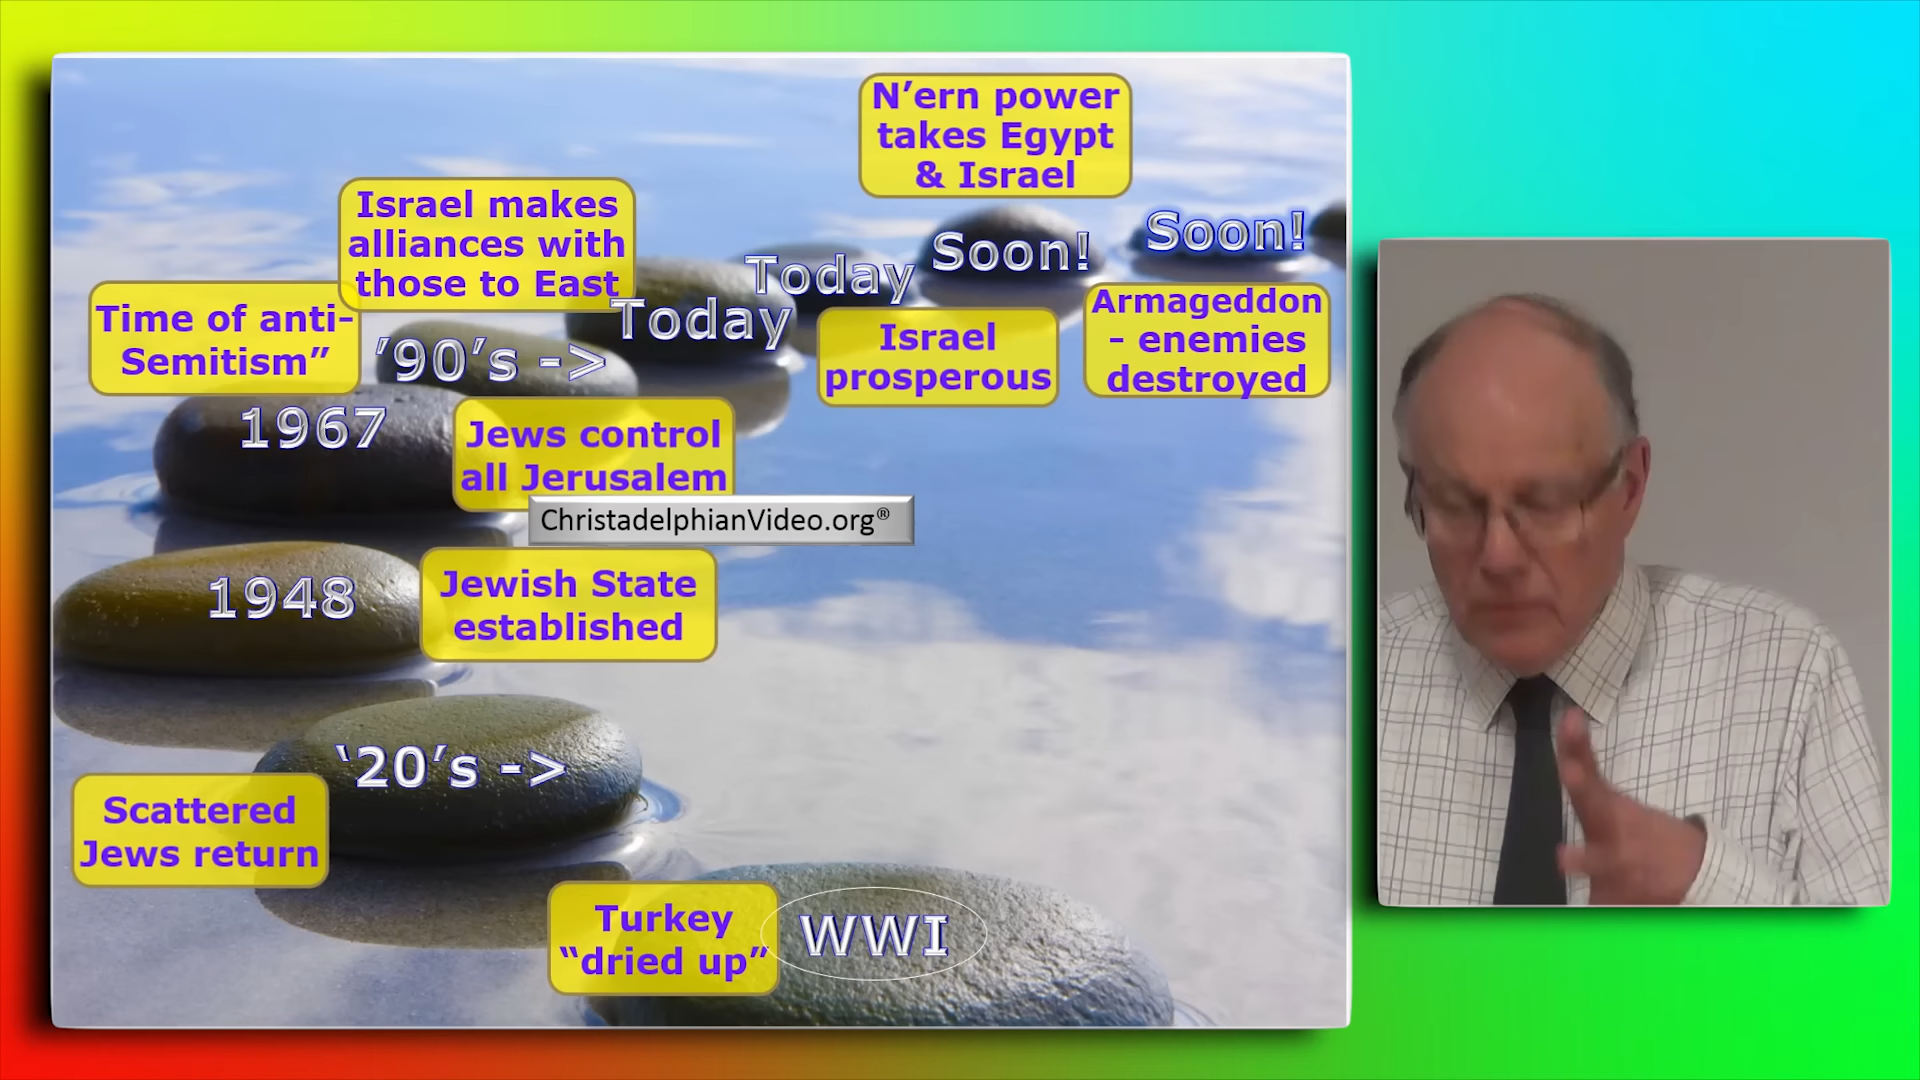 N’ern power
takes Egypt
& Israel
Israel makes
alliances with
those to East
Soon!
Soon!
Today
Today
Time of anti-
Semitism”
’90’s ->
Israel
prosperous
Armageddon
- enemies
destroyed
1967
Jews control
all Jerusalem
ChristadelphianVideo.org®
1948
Jewish State
established
‘20’s ->
Scattered
Jews return
Turkey
“dried up”
WWI